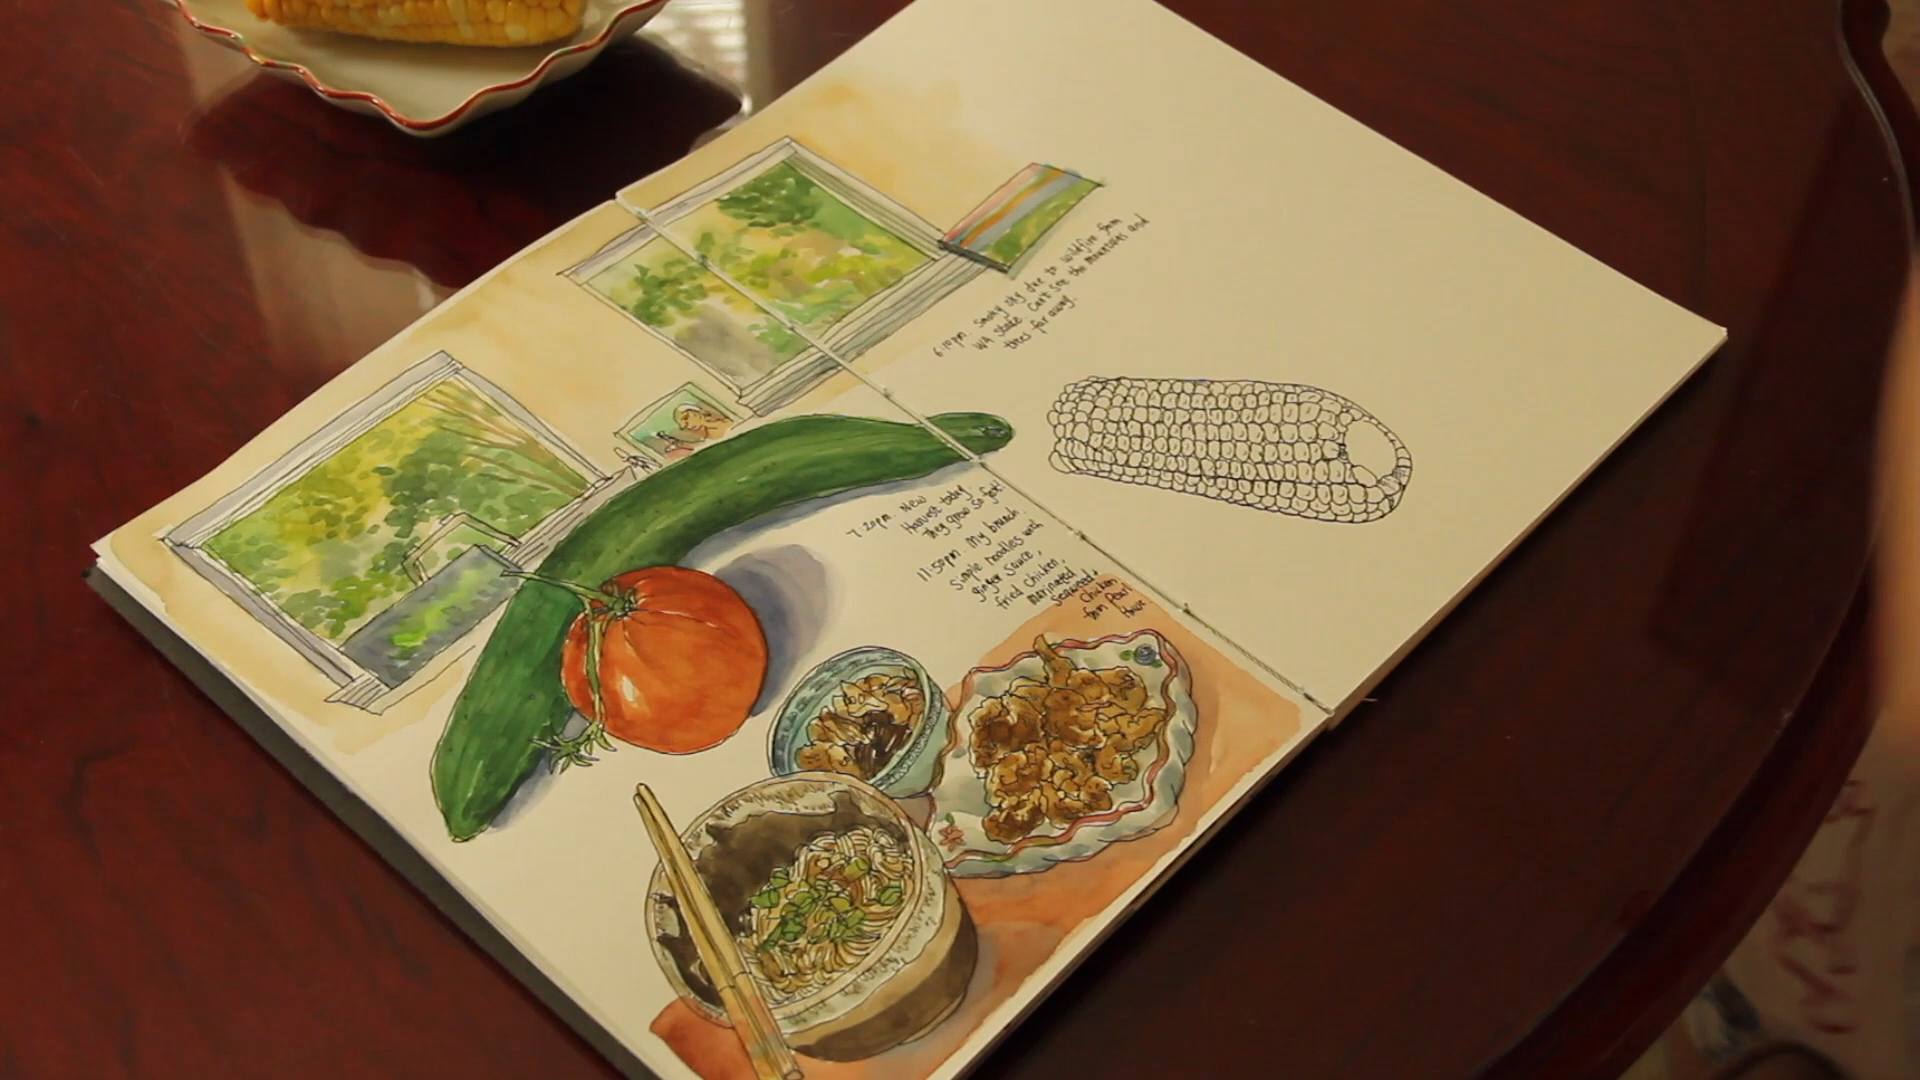 6:10pm. Smoky sky due to wildfire from
WA state. Can't see the mountains and
trees far away.
7:20pm. New
Harvest today.
They grow so fast!
11:50pm. My brunch.
Simple noodles with
ginger sauce,
fried chicken,
marinated
seaweed +
chicken
from Pearl